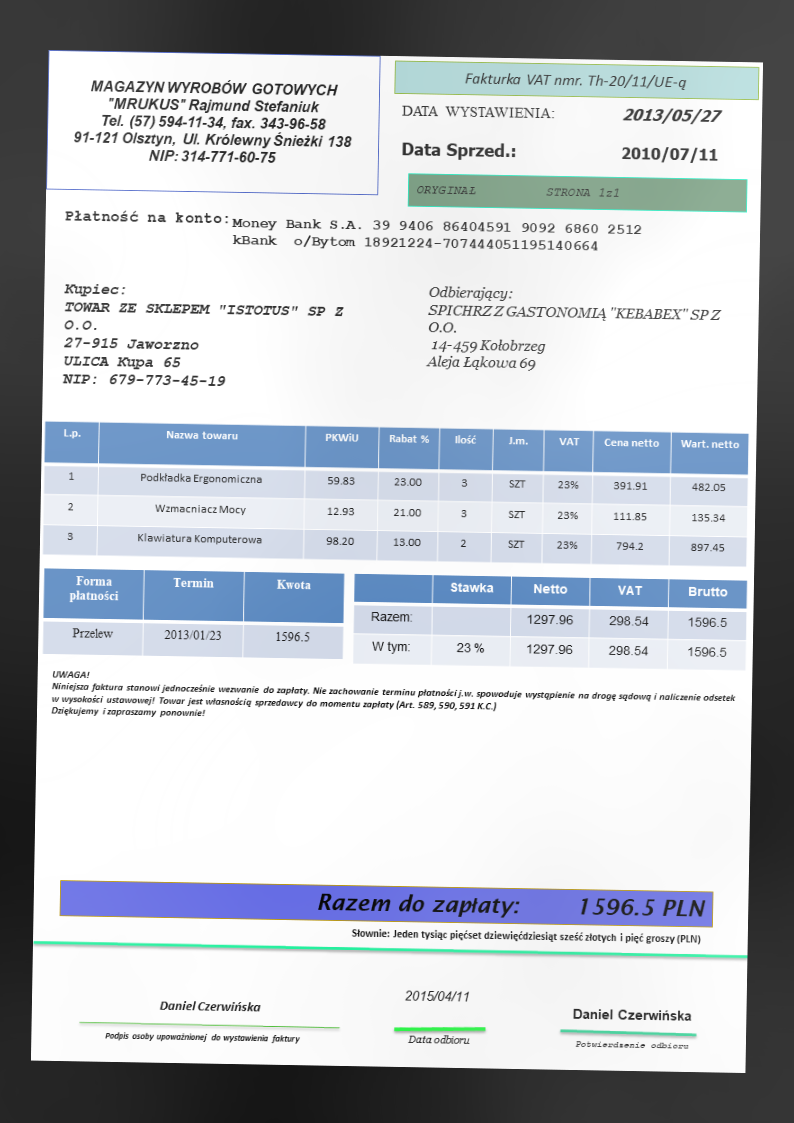 MAGAZYN WYROBÓW GOTOWYCH
"MRUKUS" Rajmund Stefaniuk
Tel. (57) 594-11-34, fax. 343-96-58
91-121 Olsztyn, Ul. Królewny Śnieżki 138
NIP: 314-771-60-75
Fakturka VAT nmr. Th-20/11/UE-q
DATA WYSTAWIENIA: 2013/05/27
Data Sprzed.: 2010/07/11
ORYGINAŁ STRONA 1z1
Płatność na konto: Money Bank S.A. 39 9406 86404591 9092 6860 2512
kBank o/Bytom 18921224-707444051195140664
Kupiec:
TOWAR ZE SKLEPEM "ISTOTUS" SP Z
O.O.
27-915 Jaworzno
ULICA Kupa 65
NIP: 679-773-45-19
Odbierający:
SPICHRZ Z GASTONOMIĄ "KEBABEX" SP Z
O.O.
14-459 Kołobrzeg
Aleja Łąkowa 69
L.p. Nazwa towaru PKWiU Rabat % Ilość J.m. VAT Cena netto Wart. netto
1 Podkładka Ergonomiczna 59.83 23.00 3 SZT 23% 391.91 482.05
2 Wzmacniacz Mocy 12.93 21.00 3 SZT 23% 111.85 135.34
3 Klawiatura Komputerowa 98.20 13.00 2 SZT 23% 794.2 897.45
Forma płatności Termin Kwota
Przelew 2013/01/23 1596.5
Stawka Netto VAT Brutto
Razem: 1297.96 298.54 1596.5
W tym: 23 % 1297.96 298.54 1596.5
UWAGA!
Niniejsza faktura stanowi jednocześnie wezwanie do zapłaty. Nie zachowanie terminu płatności j.w. spowoduje wystąpienie na drogę sądową i naliczenie odsetek
w wysokości ustawowej! Towar jest własnością sprzedawcy do momentu zapłaty (Art. 589, 590, 591 K.C.)
Dziękujemy i zapraszamy ponownie!
Razem do zapłaty: 1596.5 PLN
Słownie: Jeden tysiąc pięćset dziewięćdziesiąt sześć złotych i pięć groszy (PLN)
Daniel Czerwińska
Podpis osoby upoważnionej do wystawienia faktury
2015/04/11
Data odbioru
Daniel Czerwińska
Potwierdzenie odbioru